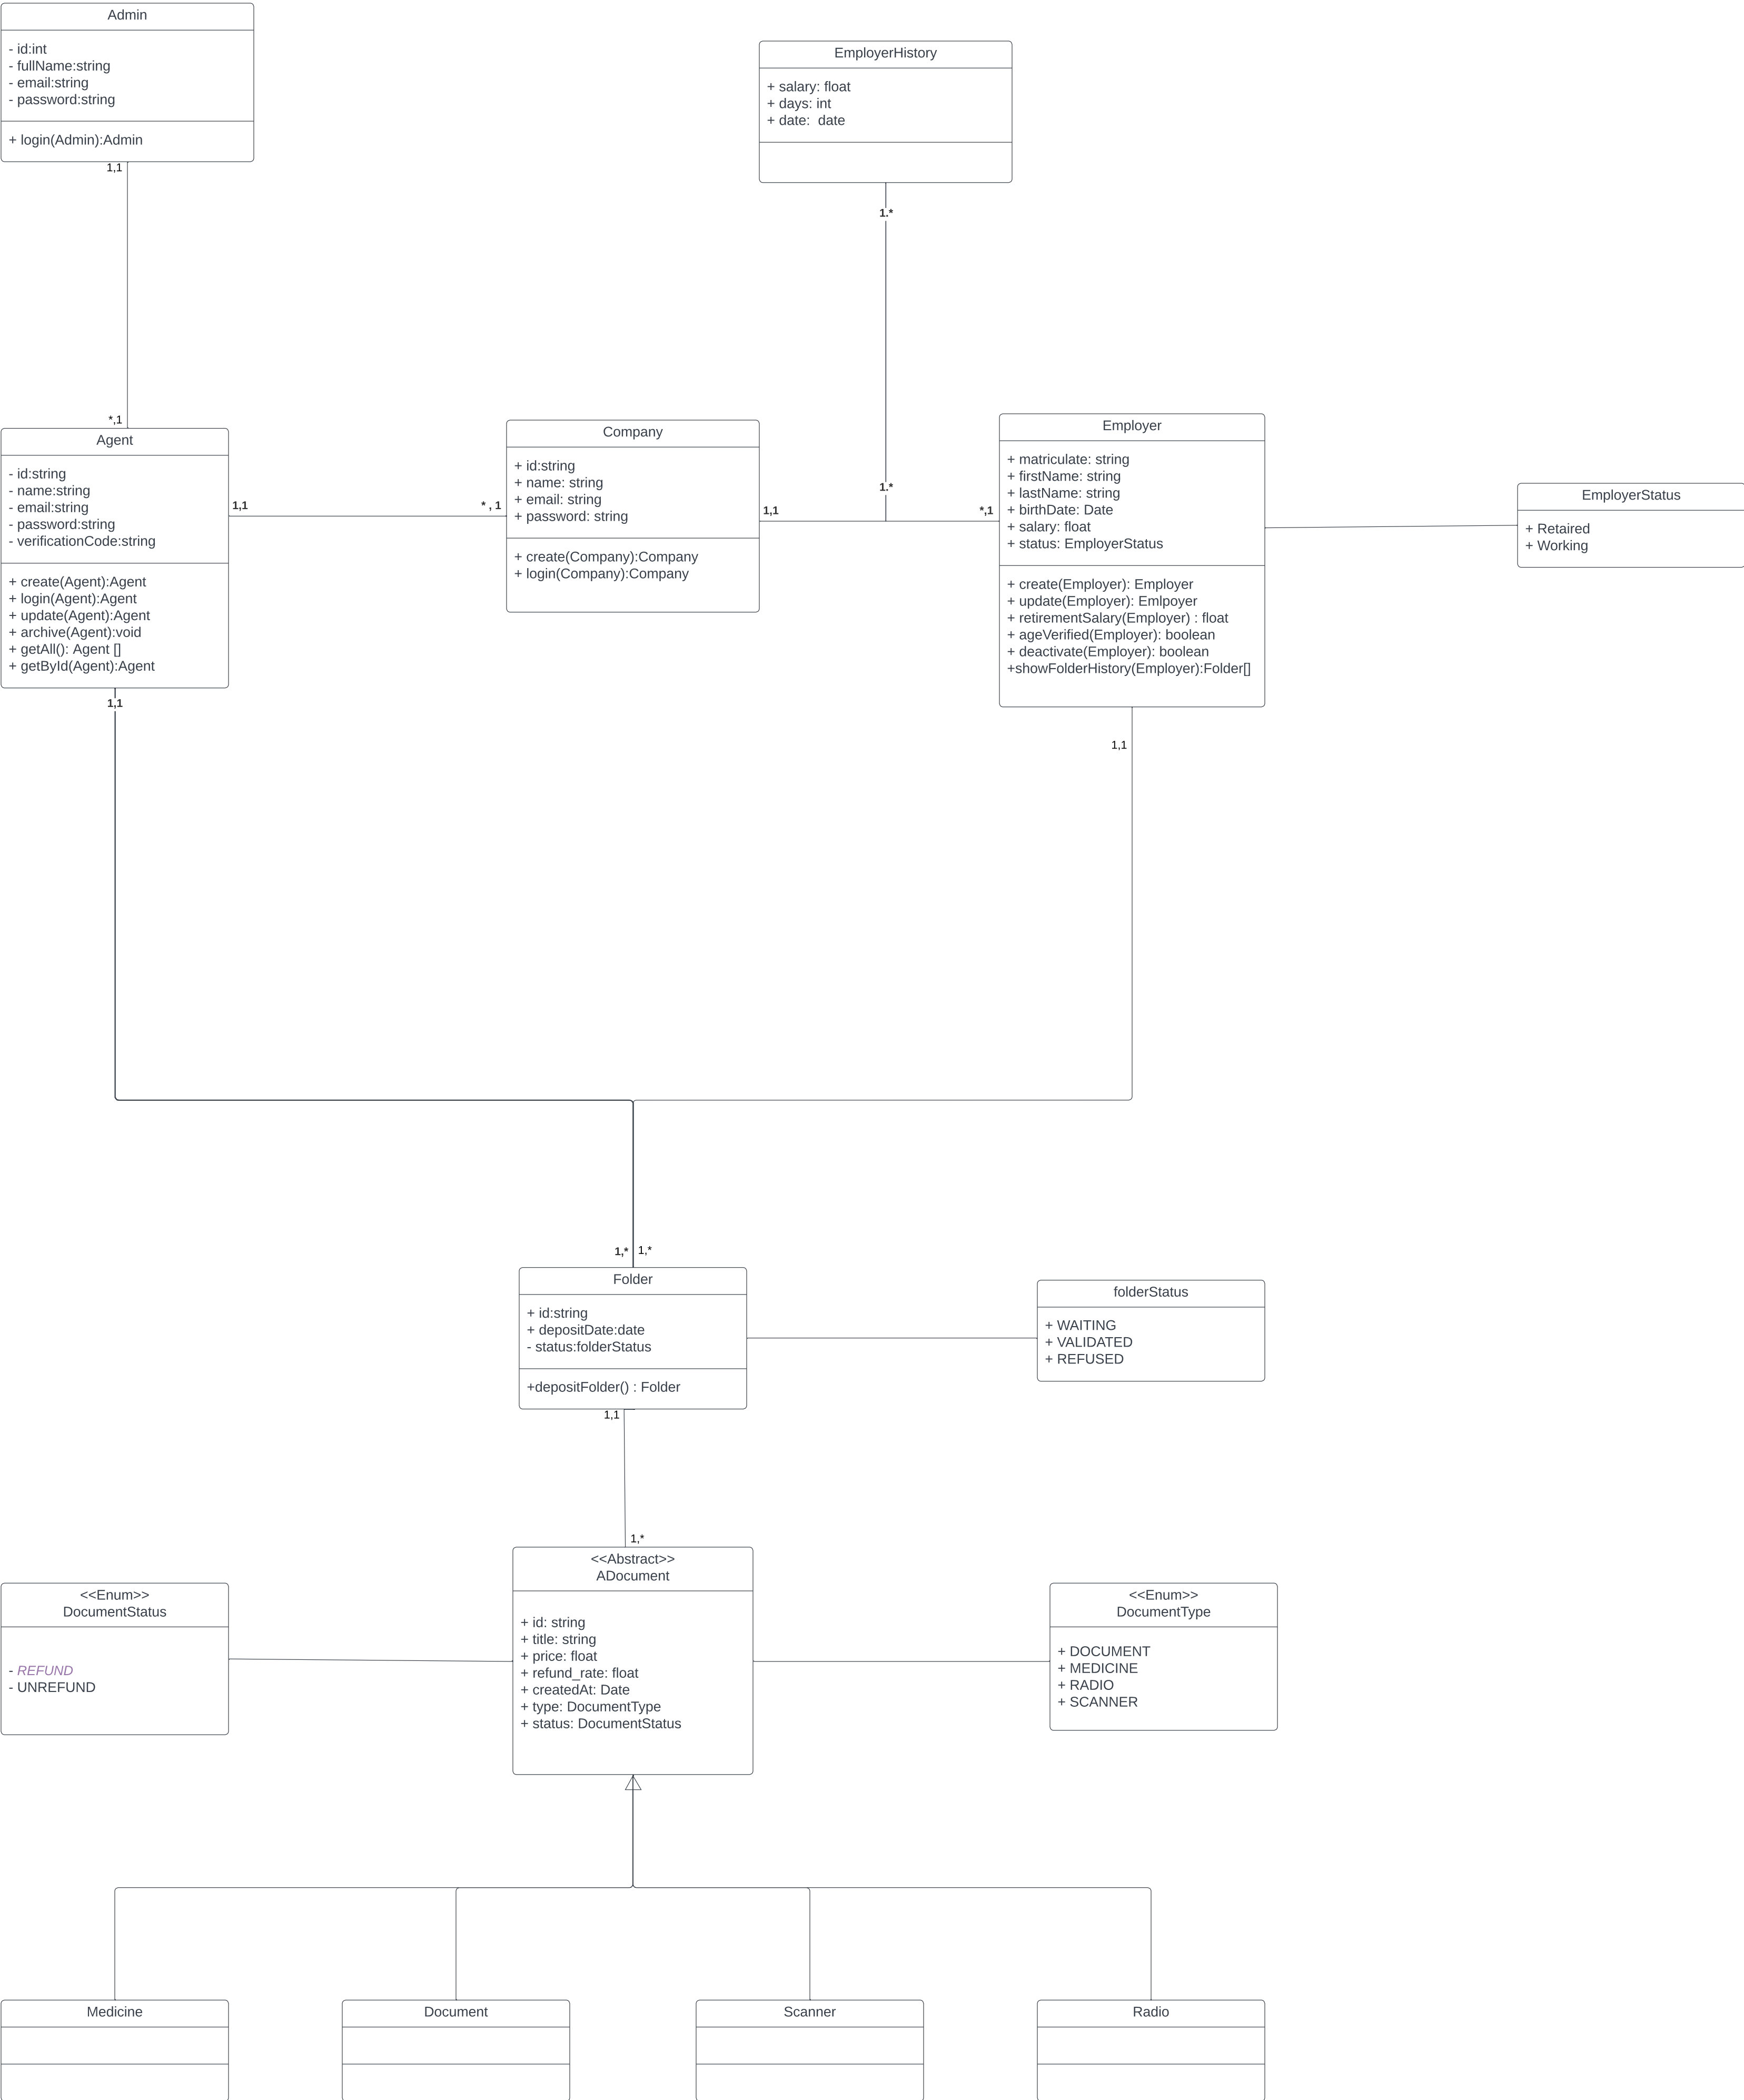 Admin
- id:int
- fullName:string
- email:string
- password:string
+ login(Admin):Admin
1,1
EmployerHistory
+ salary: float
+ days: int
+ date:  date
1.*
1.*
*,1
Agent
- id:string
- name:string
- email:string
- password:string
- verificationCode:string
+ create(Agent):Agent
+ login(Agent):Agent
+ update(Agent):Agent
+ archive(Agent):void
+ getAll(): Agent []
+ getById(Agent):Agent
1,1
* , 1
Company
+ id:string
+ name: string
+ email: string
+ password: string
+ create(Company):Company
+ login(Company):Company
1,1
*,1
Employer
+ matriculate: string
+ firstName: string
+ lastName: string
+ birthDate: Date
+ salary: float
+ status: EmployerStatus
+ create(Employer): Employer
+ update(Employer): Emlpoyer
+ retirementSalary(Employer) : float
+ ageVerified(Employer): boolean
+ deactivate(Employer): boolean
+showFolderHistory(Employer):Folder[]
EmployerStatus
+ Retaired
+ Working
1,1
1,1
1,*
1,*
Folder
+ id:string
+ depositDate:date
- status:folderStatus
+depositFolder() : Folder
folderStatus
+ WAITING
+ VALIDATED
+ REFUSED
1,1
1,*
<<Abstract>>
ADocument
+ id: string
+ title: string
+ price: float
+ refund_rate: float
+ createdAt: Date
+ type: DocumentType
+ status: DocumentStatus
<<Enum>>
DocumentStatus
- REFUND
- UNREFUND
<<Enum>>
DocumentType
+ DOCUMENT
+ MEDICINE
+ RADIO
+ SCANNER
Medicine
Document
Scanner
Radio